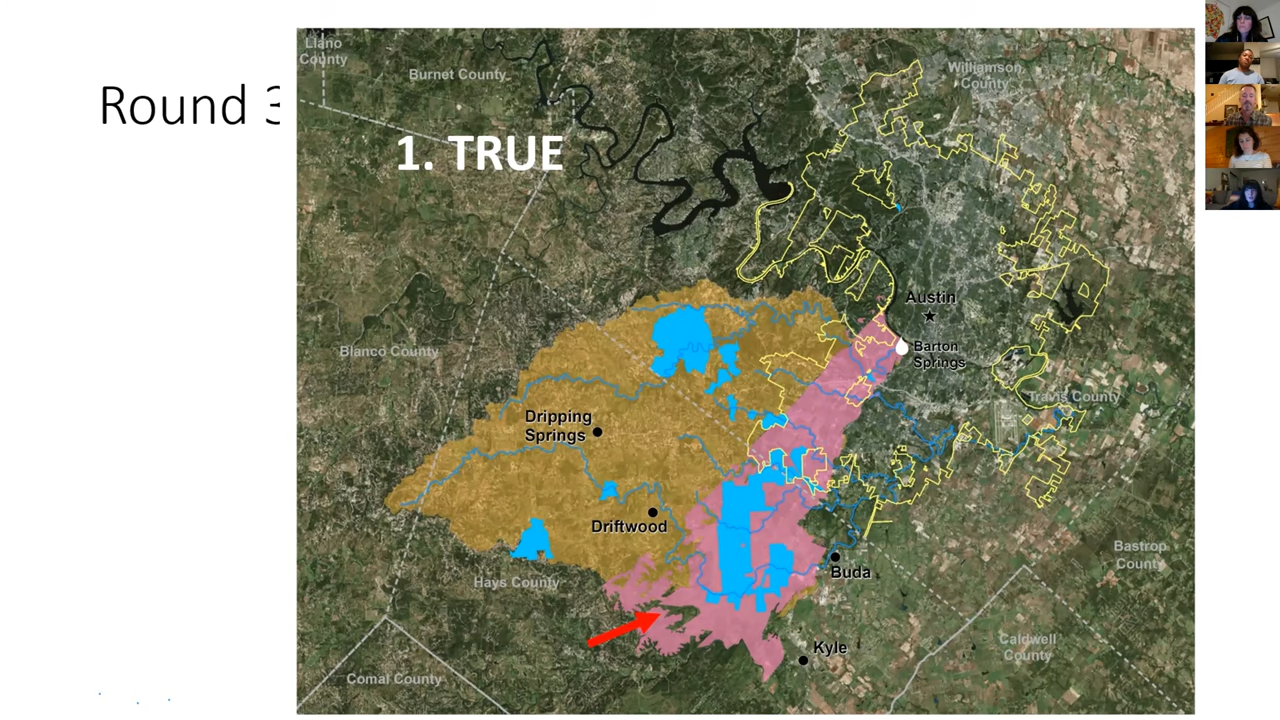 Round 3
1. TRUE
Llano
County
Burnet County
Williamson
County
Blanco County
Austin
Barton
Springs
Travis County
Dripping
Springs
Driftwood
Buda
Bastrop
County
Hays County
Kyle
Caldwell
County
Comal County